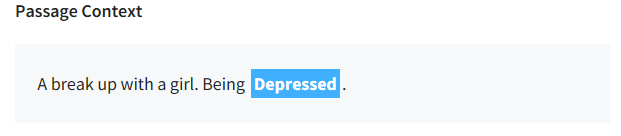 Passage Context
A break up with a girl. Being Depressed.